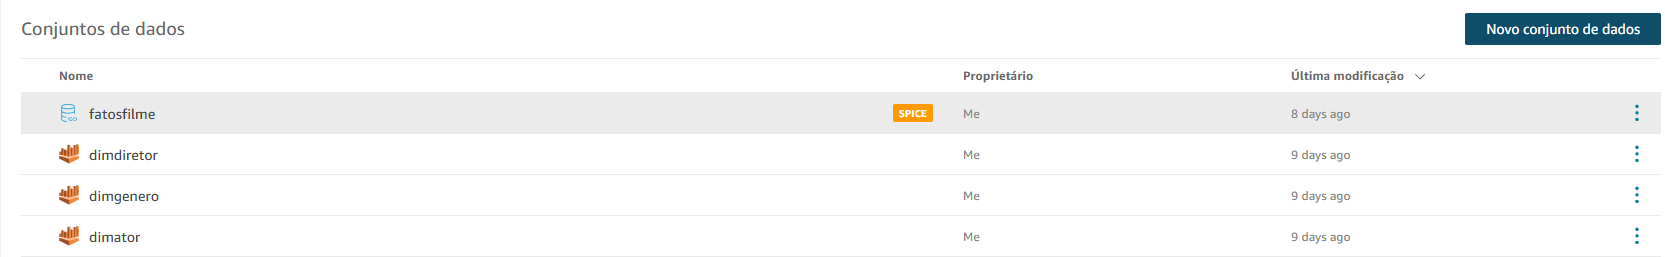 Conjuntos de dados
Novo conjunto de dados
Nome Proprietário Última modificação
fatosfilme SPICE Me 8 days ago
dimdiretor Me 9 days ago
dimgenero Me 9 days ago
dimator Me 9 days ago